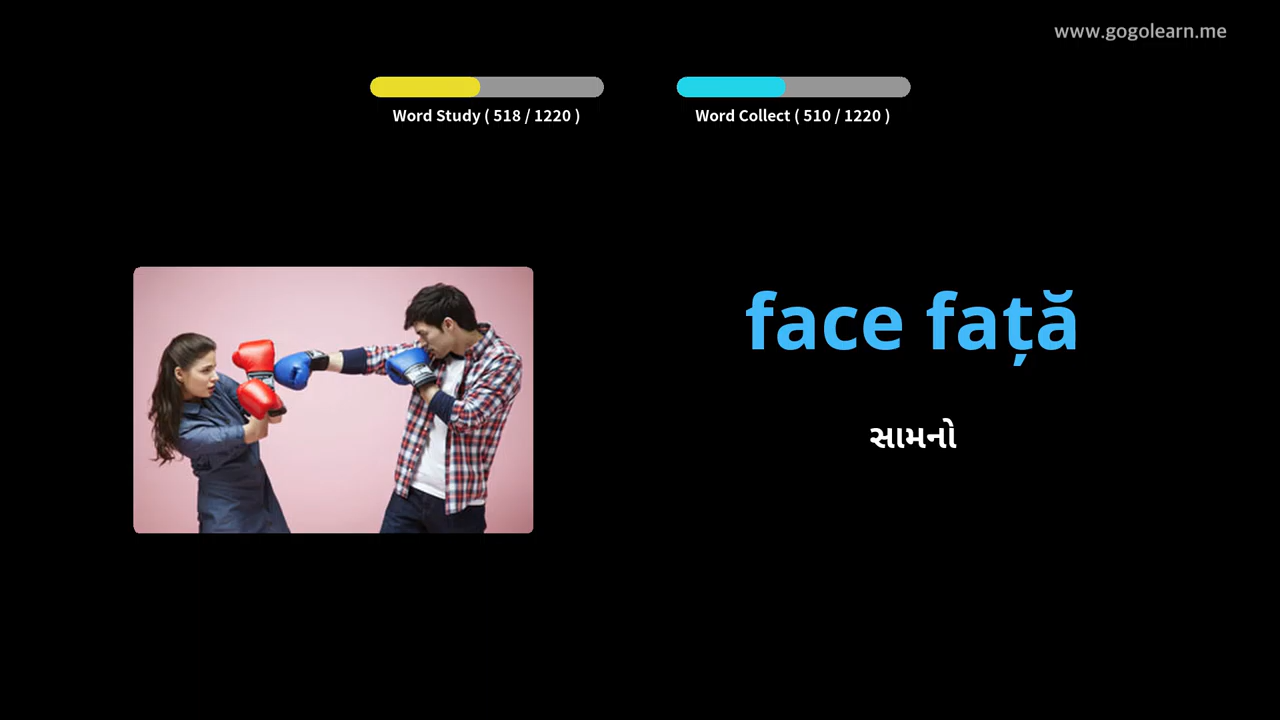 www.gogolearn.me
Word Study ( 518 / 1220 )
Word Collect ( 510 / 1220 )
face față
સામનો